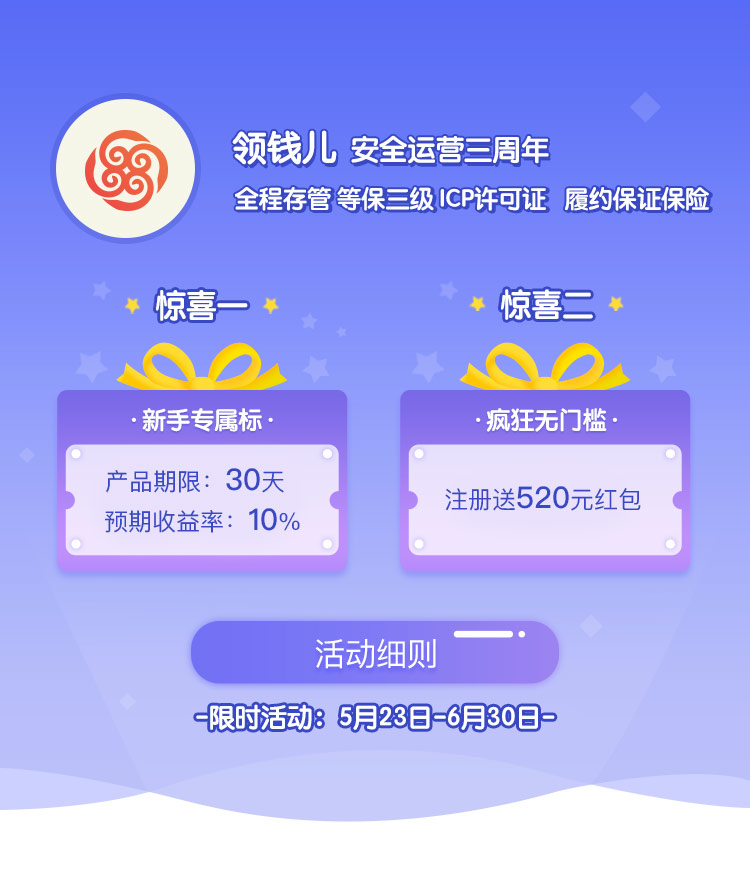 领钱儿 安全运营三周年
全程存管 等保三级 ICP许可证 履约保证保险
惊喜一
惊喜二
·新手专属标·
产品期限：30天
预期收益率：10%
·疯狂无门槛·
注册送520元红包
活动细则
-限时活动：5月23日-6月30日-